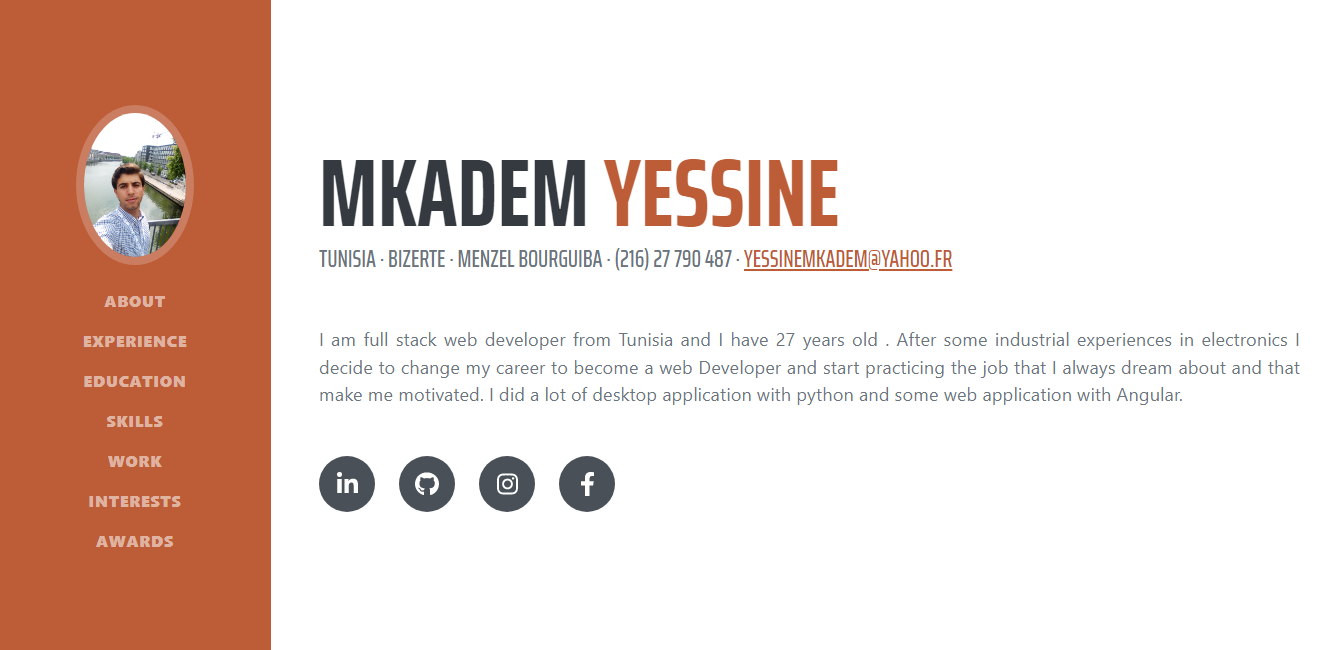 ABOUT
EXPERIENCE
EDUCATION
SKILLS
WORK
INTERESTS
AWARDS
MKADEM YESSINE
TUNISIA · BIZERTE · MENZEL BOURGUIBA · (216) 27 790 487 · YESSINEMKADEM@YAHOO.FR
I am full stack web developer from Tunisia and I have 27 years old . After some industrial experiences in electronics I
decide to change my career to become a web Developer and start practicing the job that I always dream about and that
make me motivated. I did a lot of desktop application with python and some web application with Angular.
in
f